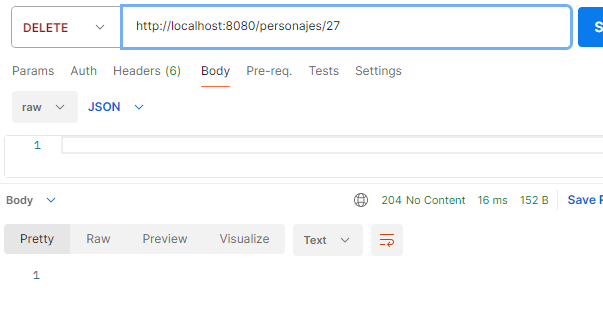 DELETE http://localhost:8080/personajes/27 S
Params Auth Headers (6) Body Pre-req. Tests Settings
raw JSON
1
Body 204 No Content 16 ms 152 B Save R
Pretty Raw Preview Visualize Text
1